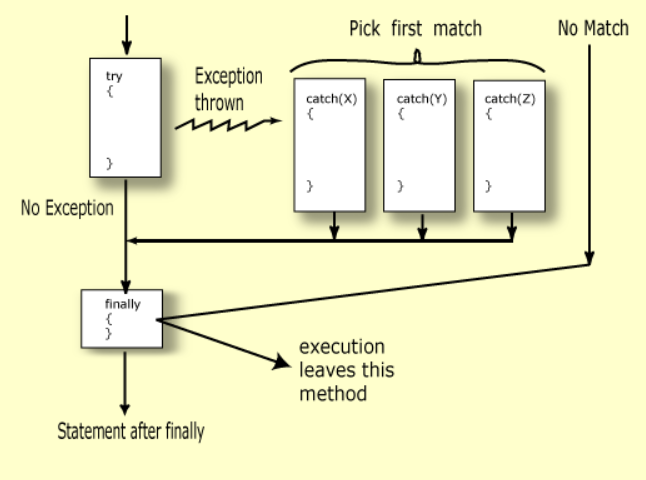 Pick first match
No Match
try
{
}
Exception
thrown
catch(X)
{
}
catch(Y)
{
}
catch(Z)
{
}
No Exception
finally
{
}
execution
leaves this
method
Statement after finally